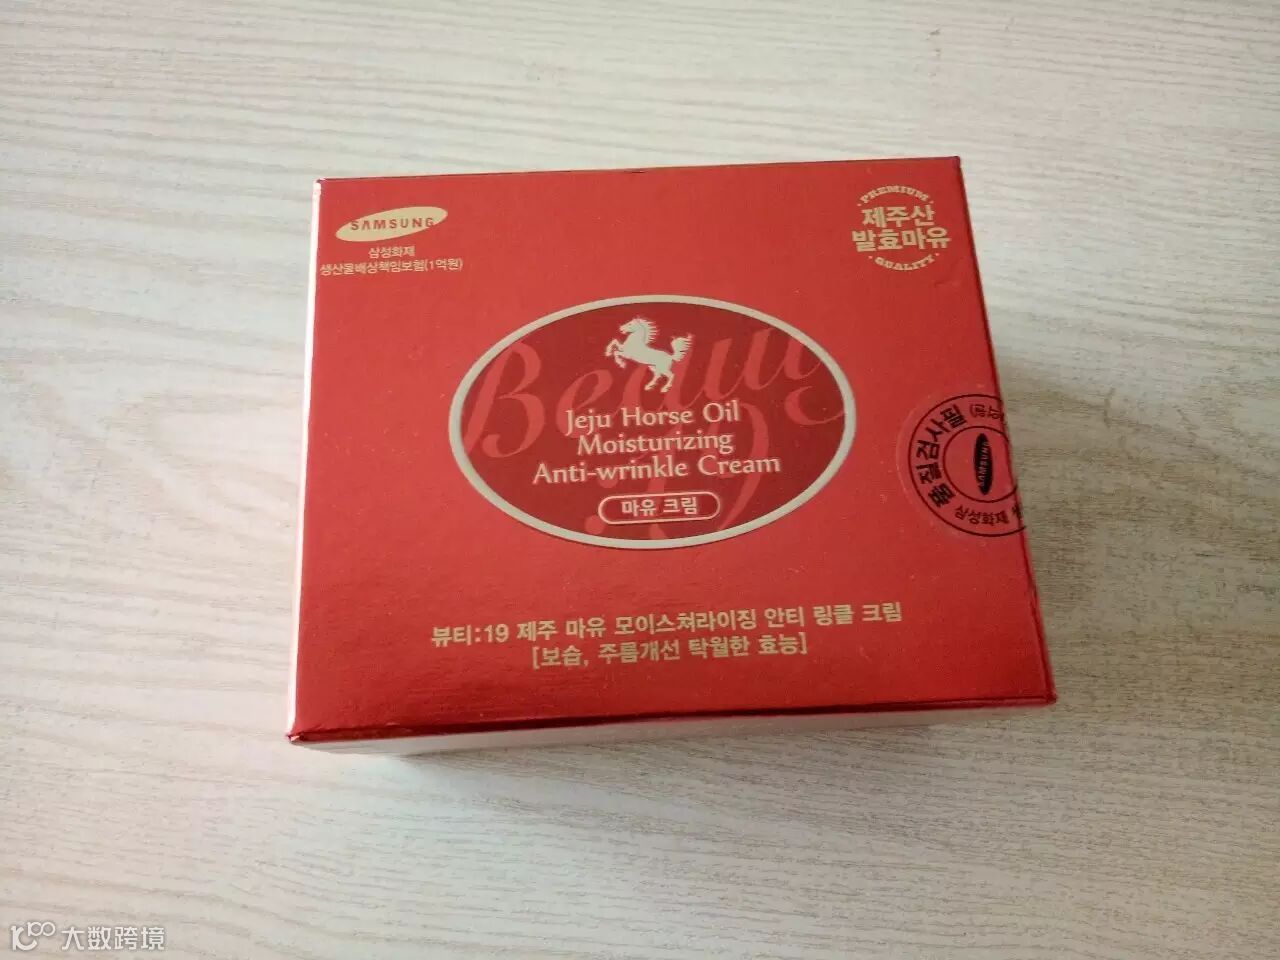 SAMSUNG
삼성화재
생산물배상책임보험(1억원)
PREMIUM
제주산
발효마유
QUALITY
Beauty
19
Jeju Horse Oil
Moisturizing
Anti-wrinkle Cream
마유 크림
품질검사필
SAMSUNG
삼성화재
뷰티:19 제주 마유 모이스쳐라이징 안티 링클 크림
[보습, 주름개선 탁월한 효능]
大数跨境